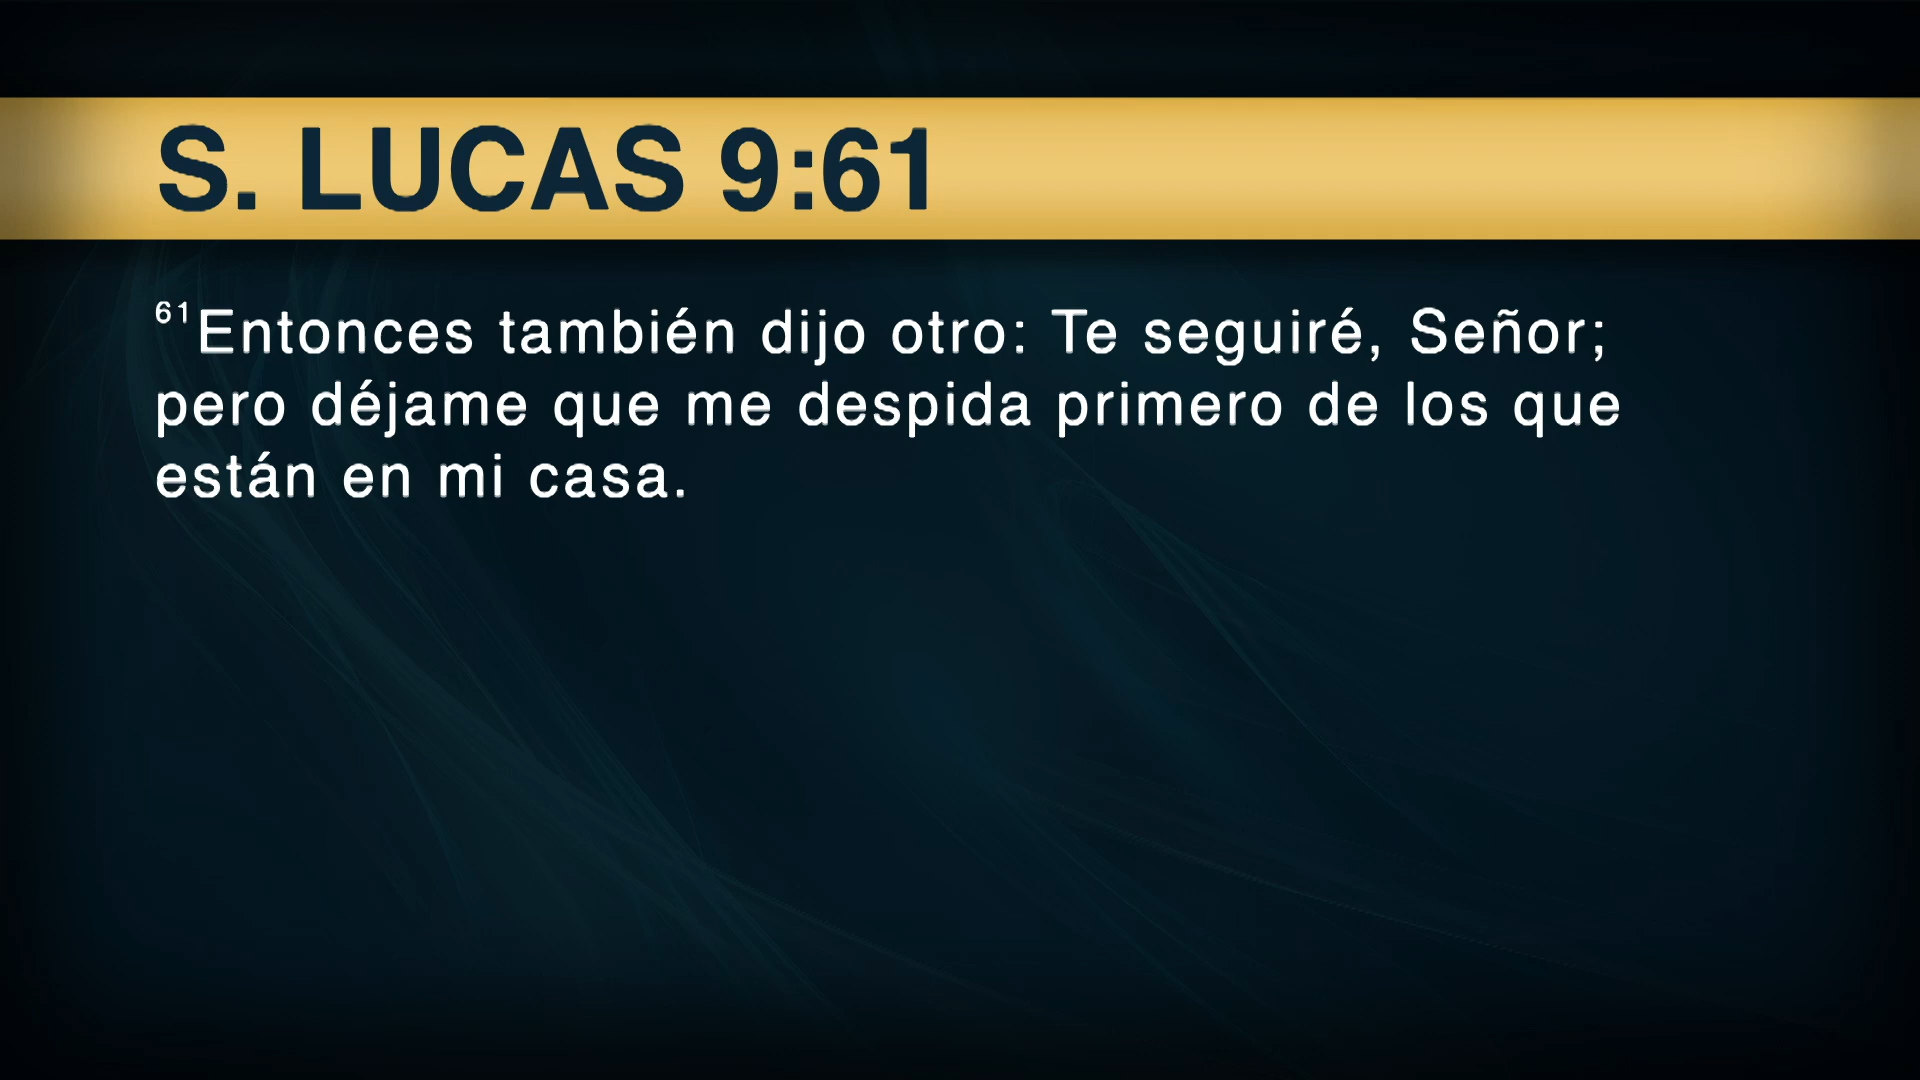 S. LUCAS 9:61
61Entonces también dijo otro: Te seguiré, Señor;
pero déjame que me despida primero de los que
están en mi casa.